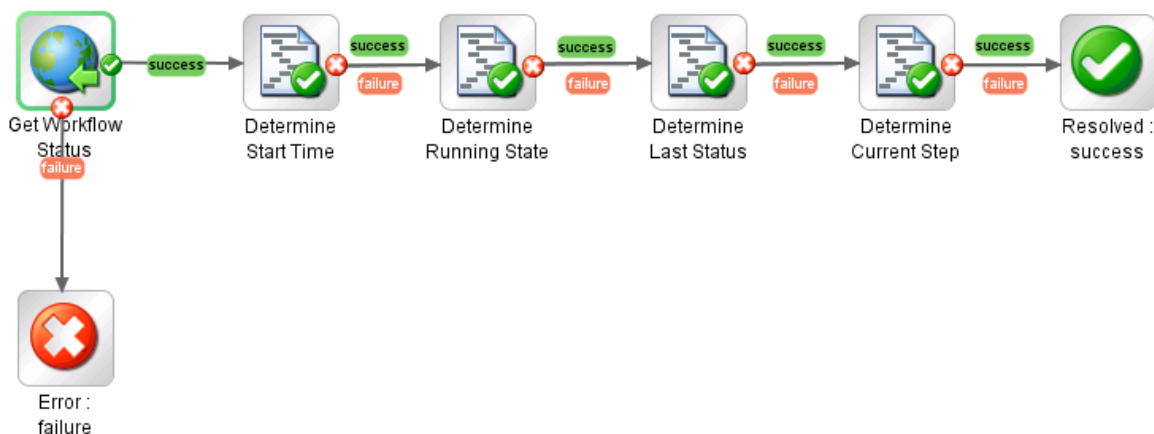 success
success
success
success
success
failure
failure
failure
failure
Get Workflow
Status
failure
Determine
Start Time
Determine
Running State
Determine
Last Status
Determine
Current Step
Resolved :
success
Error :
failure